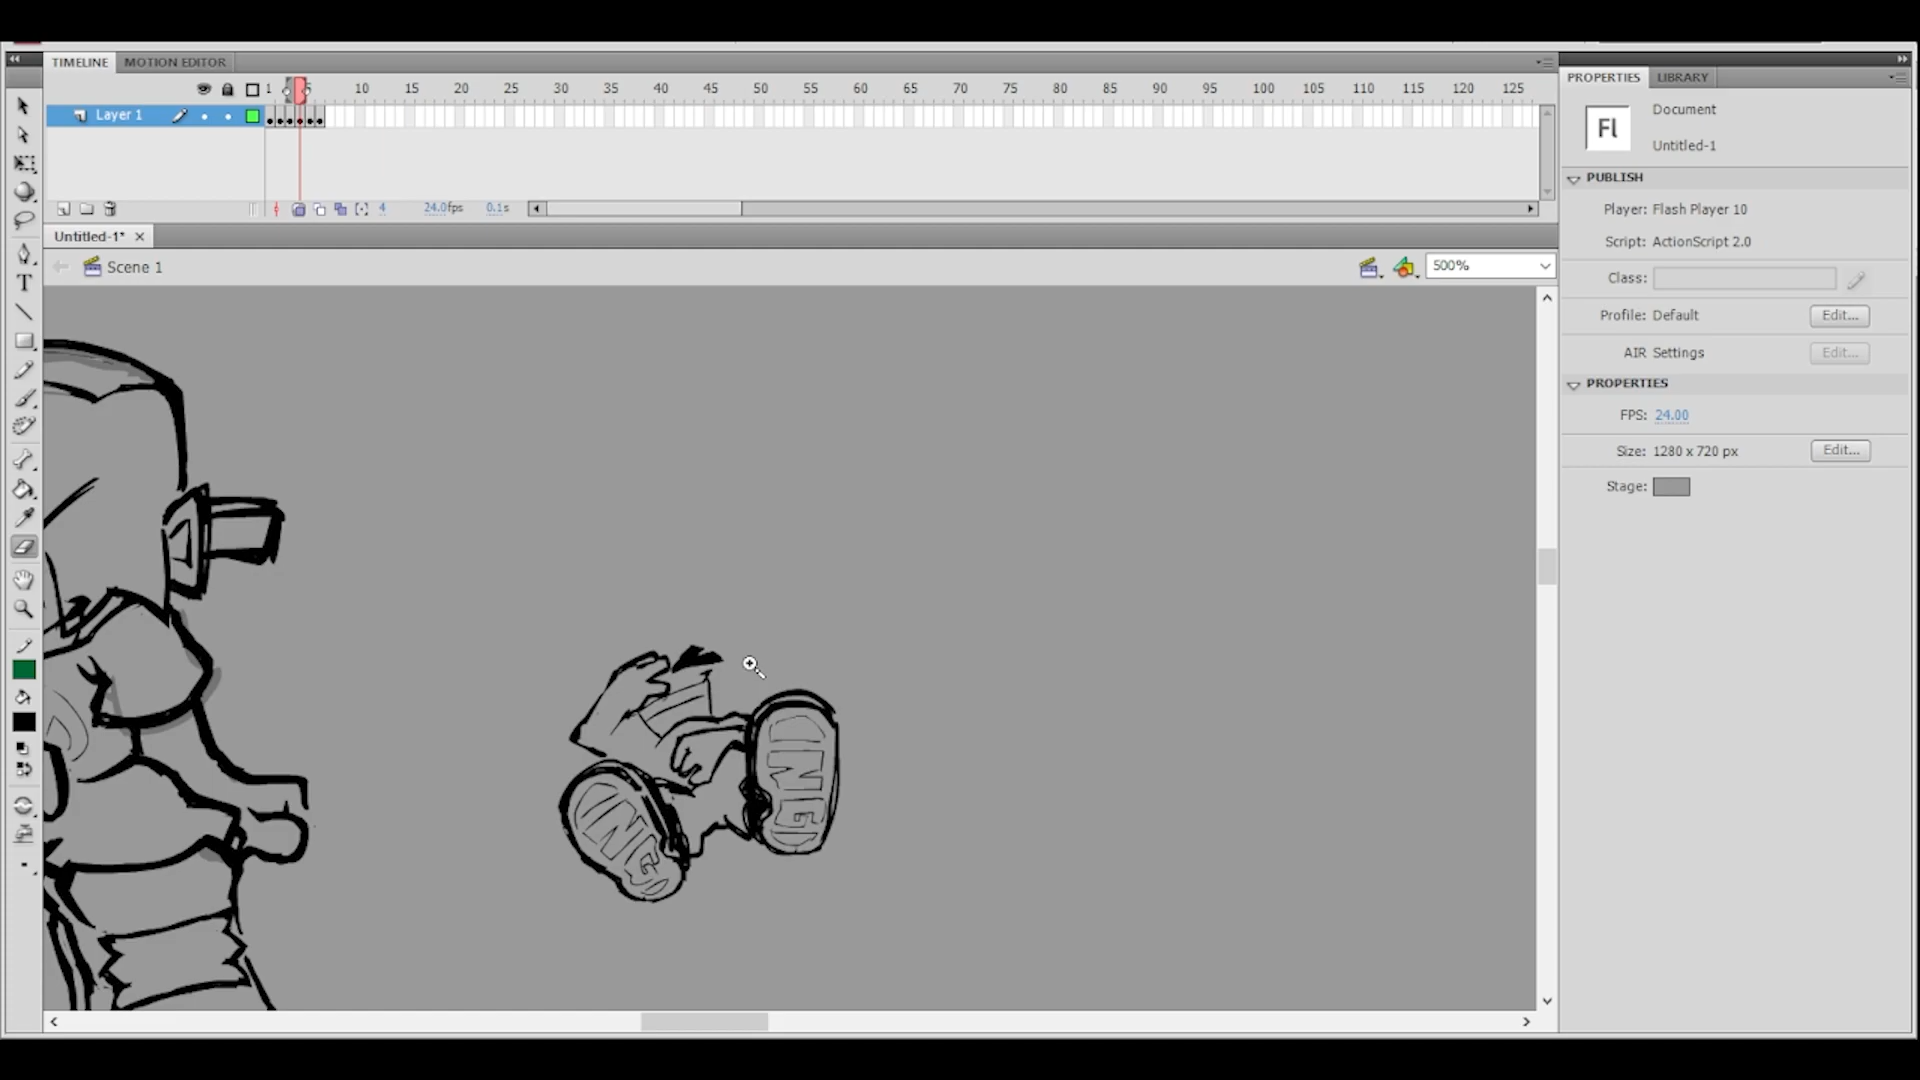 TIMELINE MOTION EDITOR
1 5 10 15 20 25 30 35 40 45 50 55 60 65 70 75 80 85 90 95 100 105 110 115 120 125
Layer 1
4 24.0fps 0.1s
Untitled-1*
Scene 1
500%
T
INGO
INGO
PROPERTIES LIBRARY
Fl
Document
Untitled-1
PUBLISH
Player: Flash Player 10
Script: ActionScript 2.0
Class:
Profile: Default Edit...
AIR Settings Edit...
PROPERTIES
FPS: 24.00
Size: 1280 x 720 px Edit...
Stage: